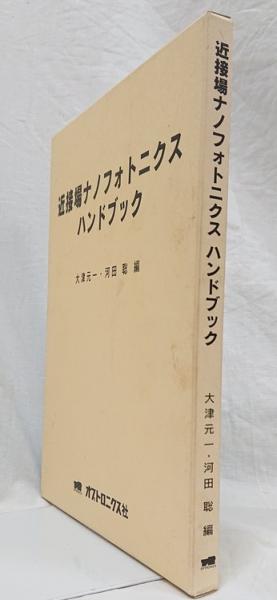 近接場ナノフォトニクス
ハンドブック
大津元一・河田 聡 編
オプトロニクス社
近接場ナノフォトニクス ハンドブック
大津元一・河田 聡 編